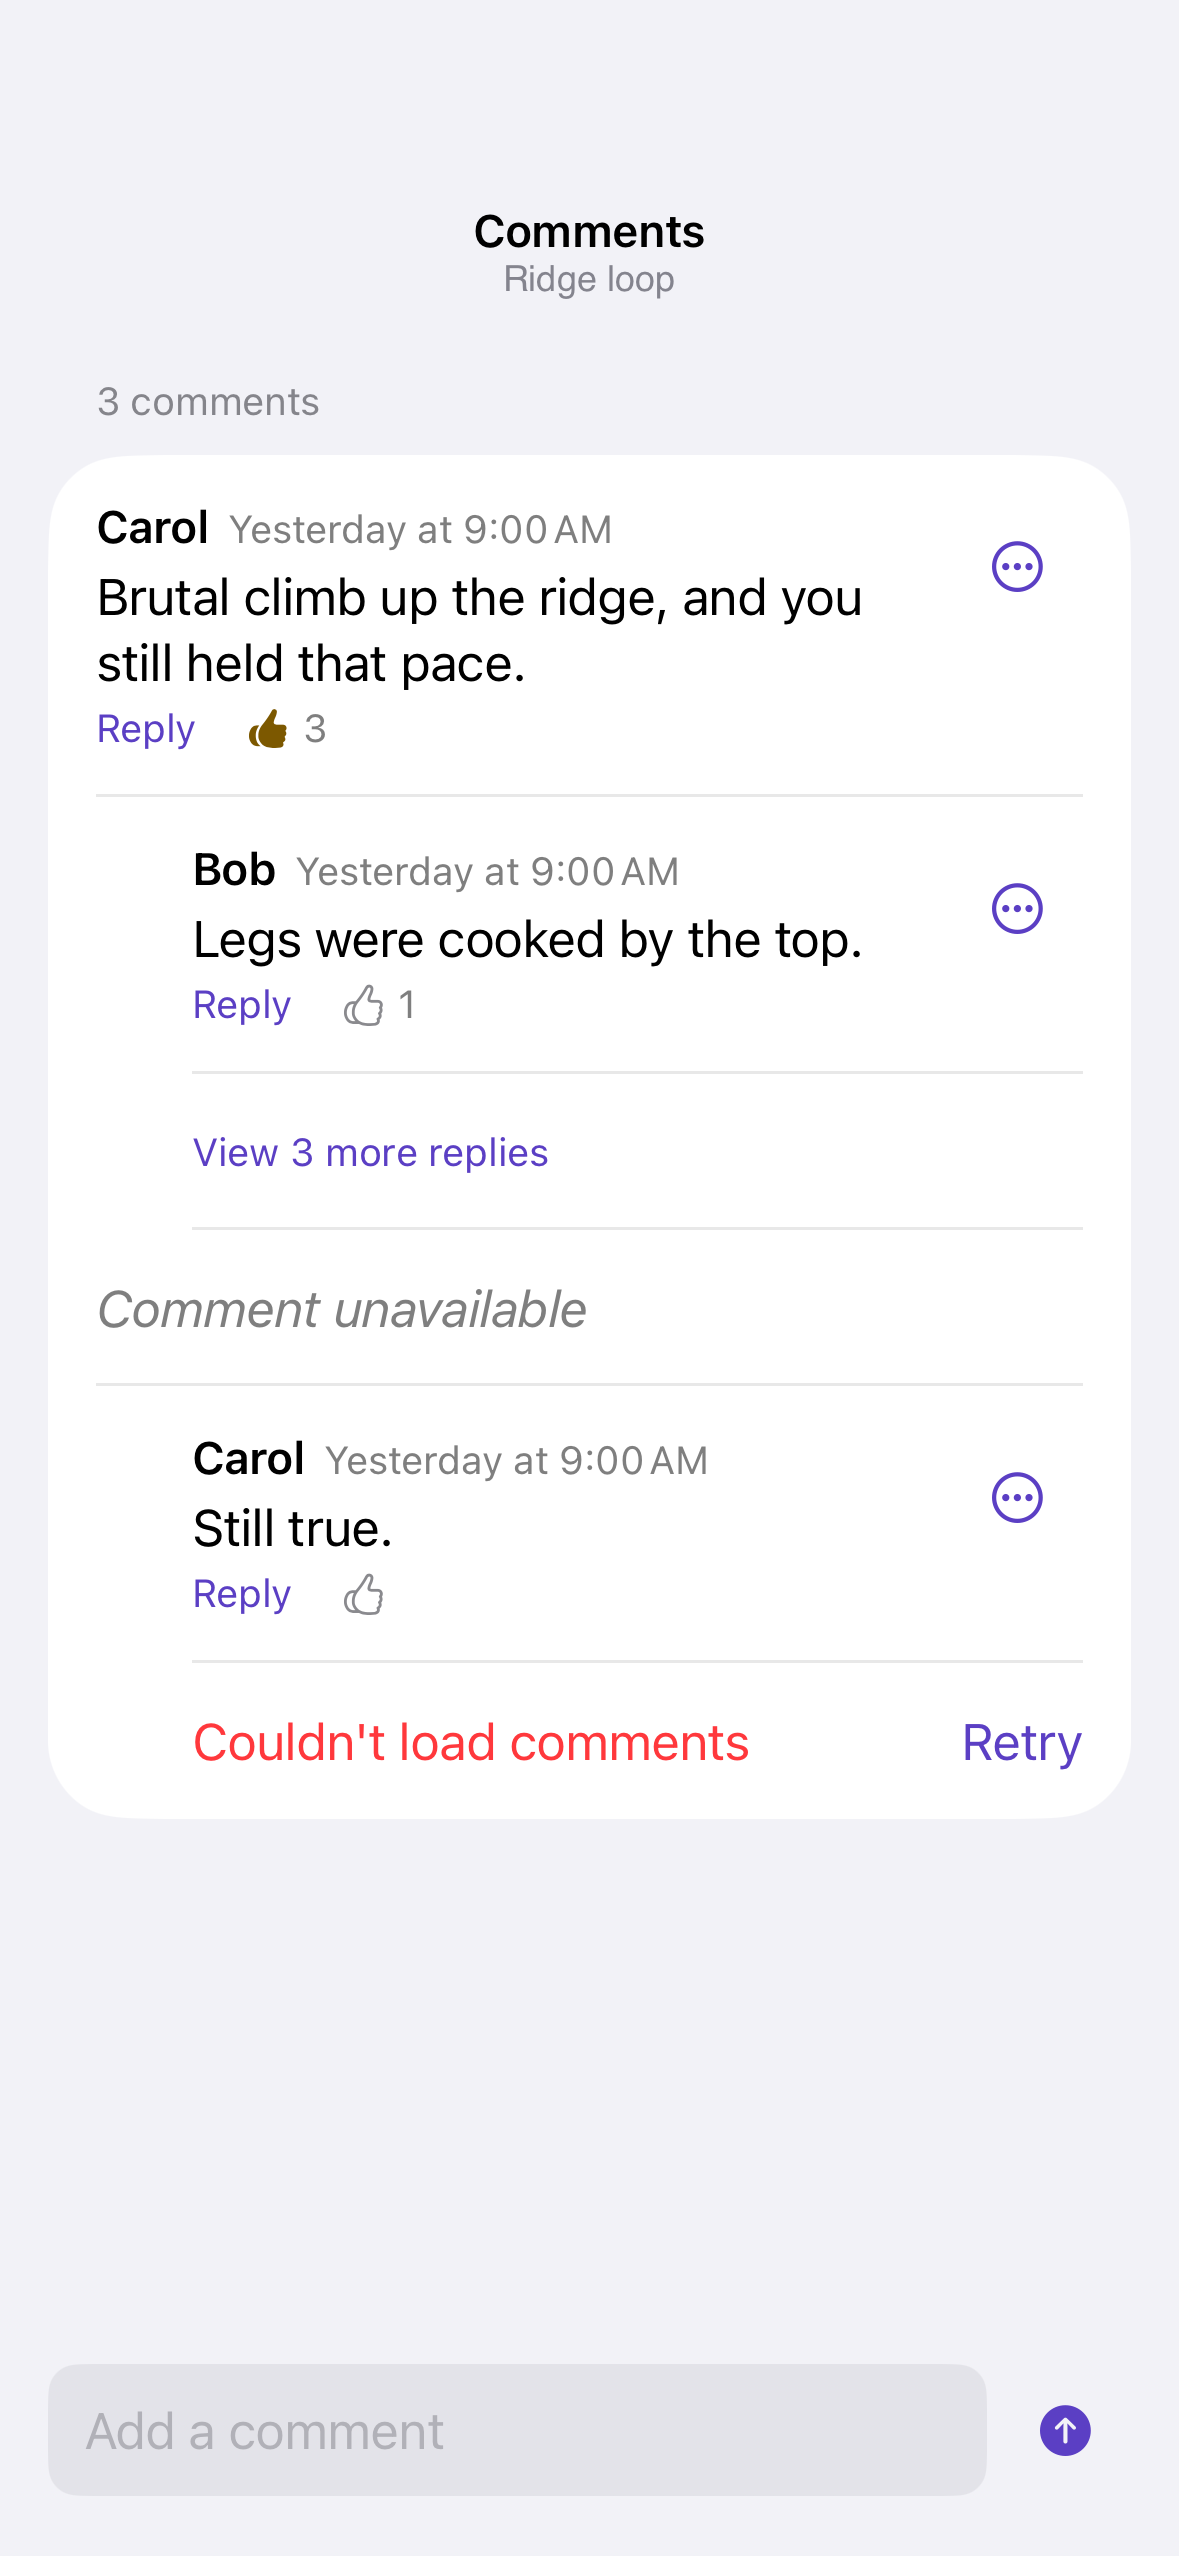 Comments
Ridge loop
3 comments
Carol Yesterday at 9:00 AM
Brutal climb up the ridge, and you
still held that pace.
Reply 3
Bob Yesterday at 9:00 AM
Legs were cooked by the top.
Reply 1
View 3 more replies
Comment unavailable
Carol Yesterday at 9:00 AM
Still true.
Reply
Couldn't load comments Retry
Add a comment